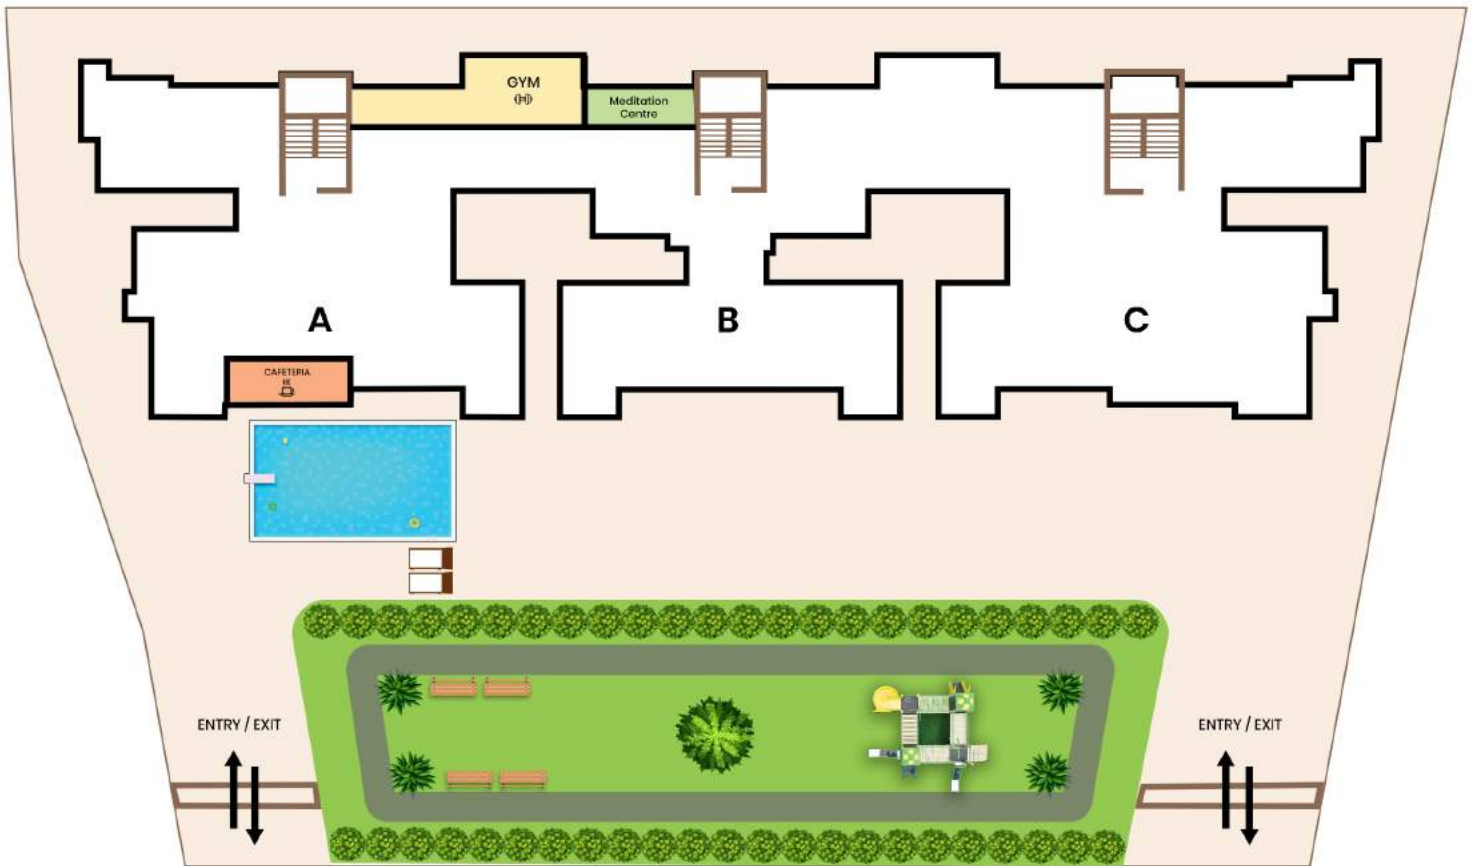 GYM
Meditation
Centre
A
B
C
CAFETERIA
ENTRY / EXIT
ENTRY / EXIT